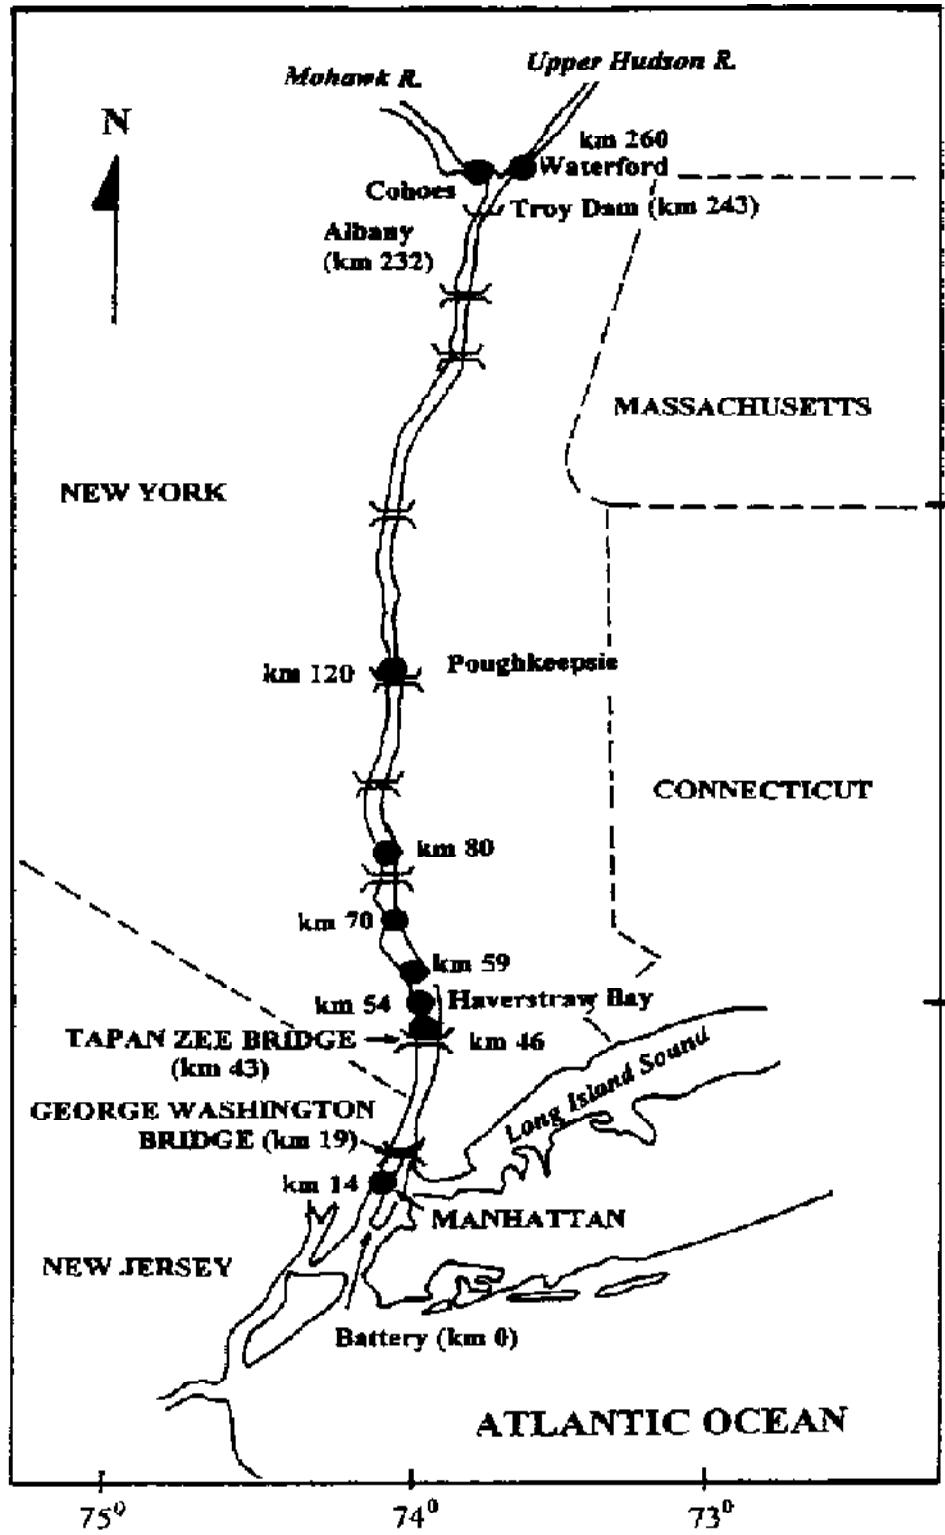 Mohawk R.
Upper Hudson R.
N
km 260
Waterford
Cohoes
Troy Dam (km 243)
Albany
(km 232)
MASSACHUSETTS
NEW YORK
km 120
Poughkeepsie
CONNECTICUT
km 80
km 70
km 59
km 54
Haverstraw Bay
TAPAN ZEE BRIDGE
(km 43)
km 46
Long Island Sound
GEORGE WASHINGTON
BRIDGE (km 19)
km 14
MANHATTAN
NEW JERSEY
Battery (km 0)
ATLANTIC OCEAN
75⁰
74⁰
73⁰